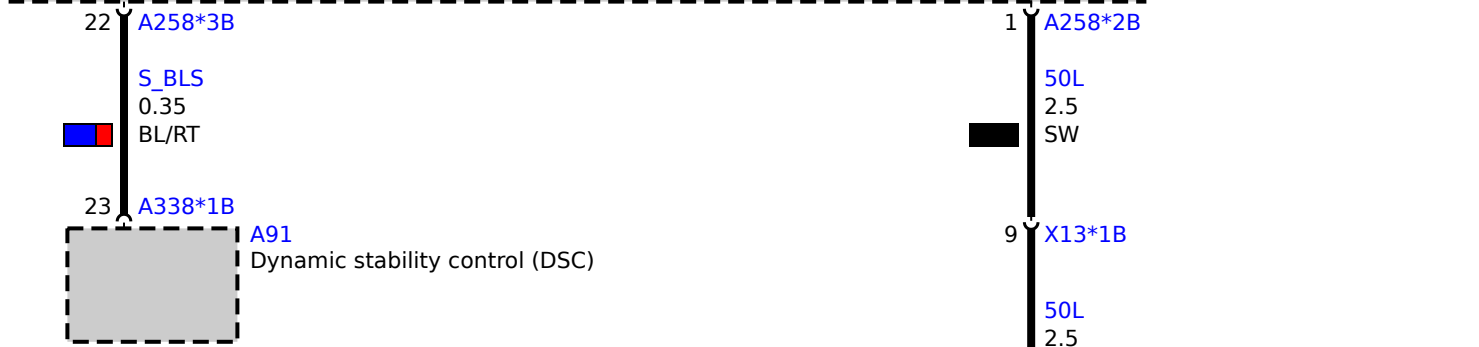 22 A258*3B
S_BLS
0.35
BL/RT
23 A338*1B
A91
Dynamic stability control (DSC)
1 A258*2B
50L
2.5
SW
9 X13*1B
50L
2.5